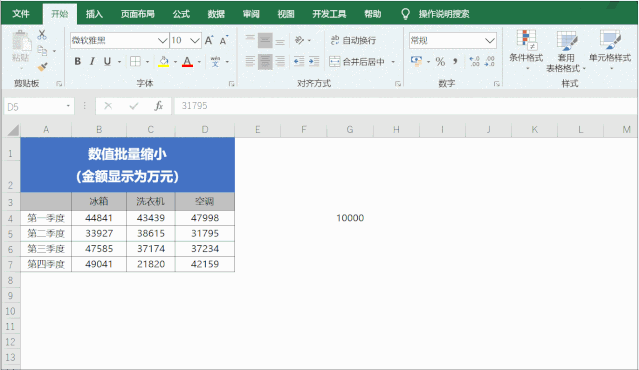 文件 开始 插入 页面布局 公式 数据 审阅 视图 开发工具 帮助 操作说明搜索
微软雅黑 10 A A 自动换行 常规
粘贴 B I U A 合并后居中 % 条件格式 套用 表格格式 单元格样式
剪贴板 字体 对齐方式 数字 样式
D5 fx 31795
A B C D E F G H I J K L M
1 数值批量缩小
2 （金额显示为万元）
3 冰箱 洗衣机 空调
4 第一季度 44841 43439 47998 10000
5 第二季度 33927 38615 31795
6 第三季度 47585 37174 37234
7 第四季度 49041 21820 42159
8
9
10
11
12
13